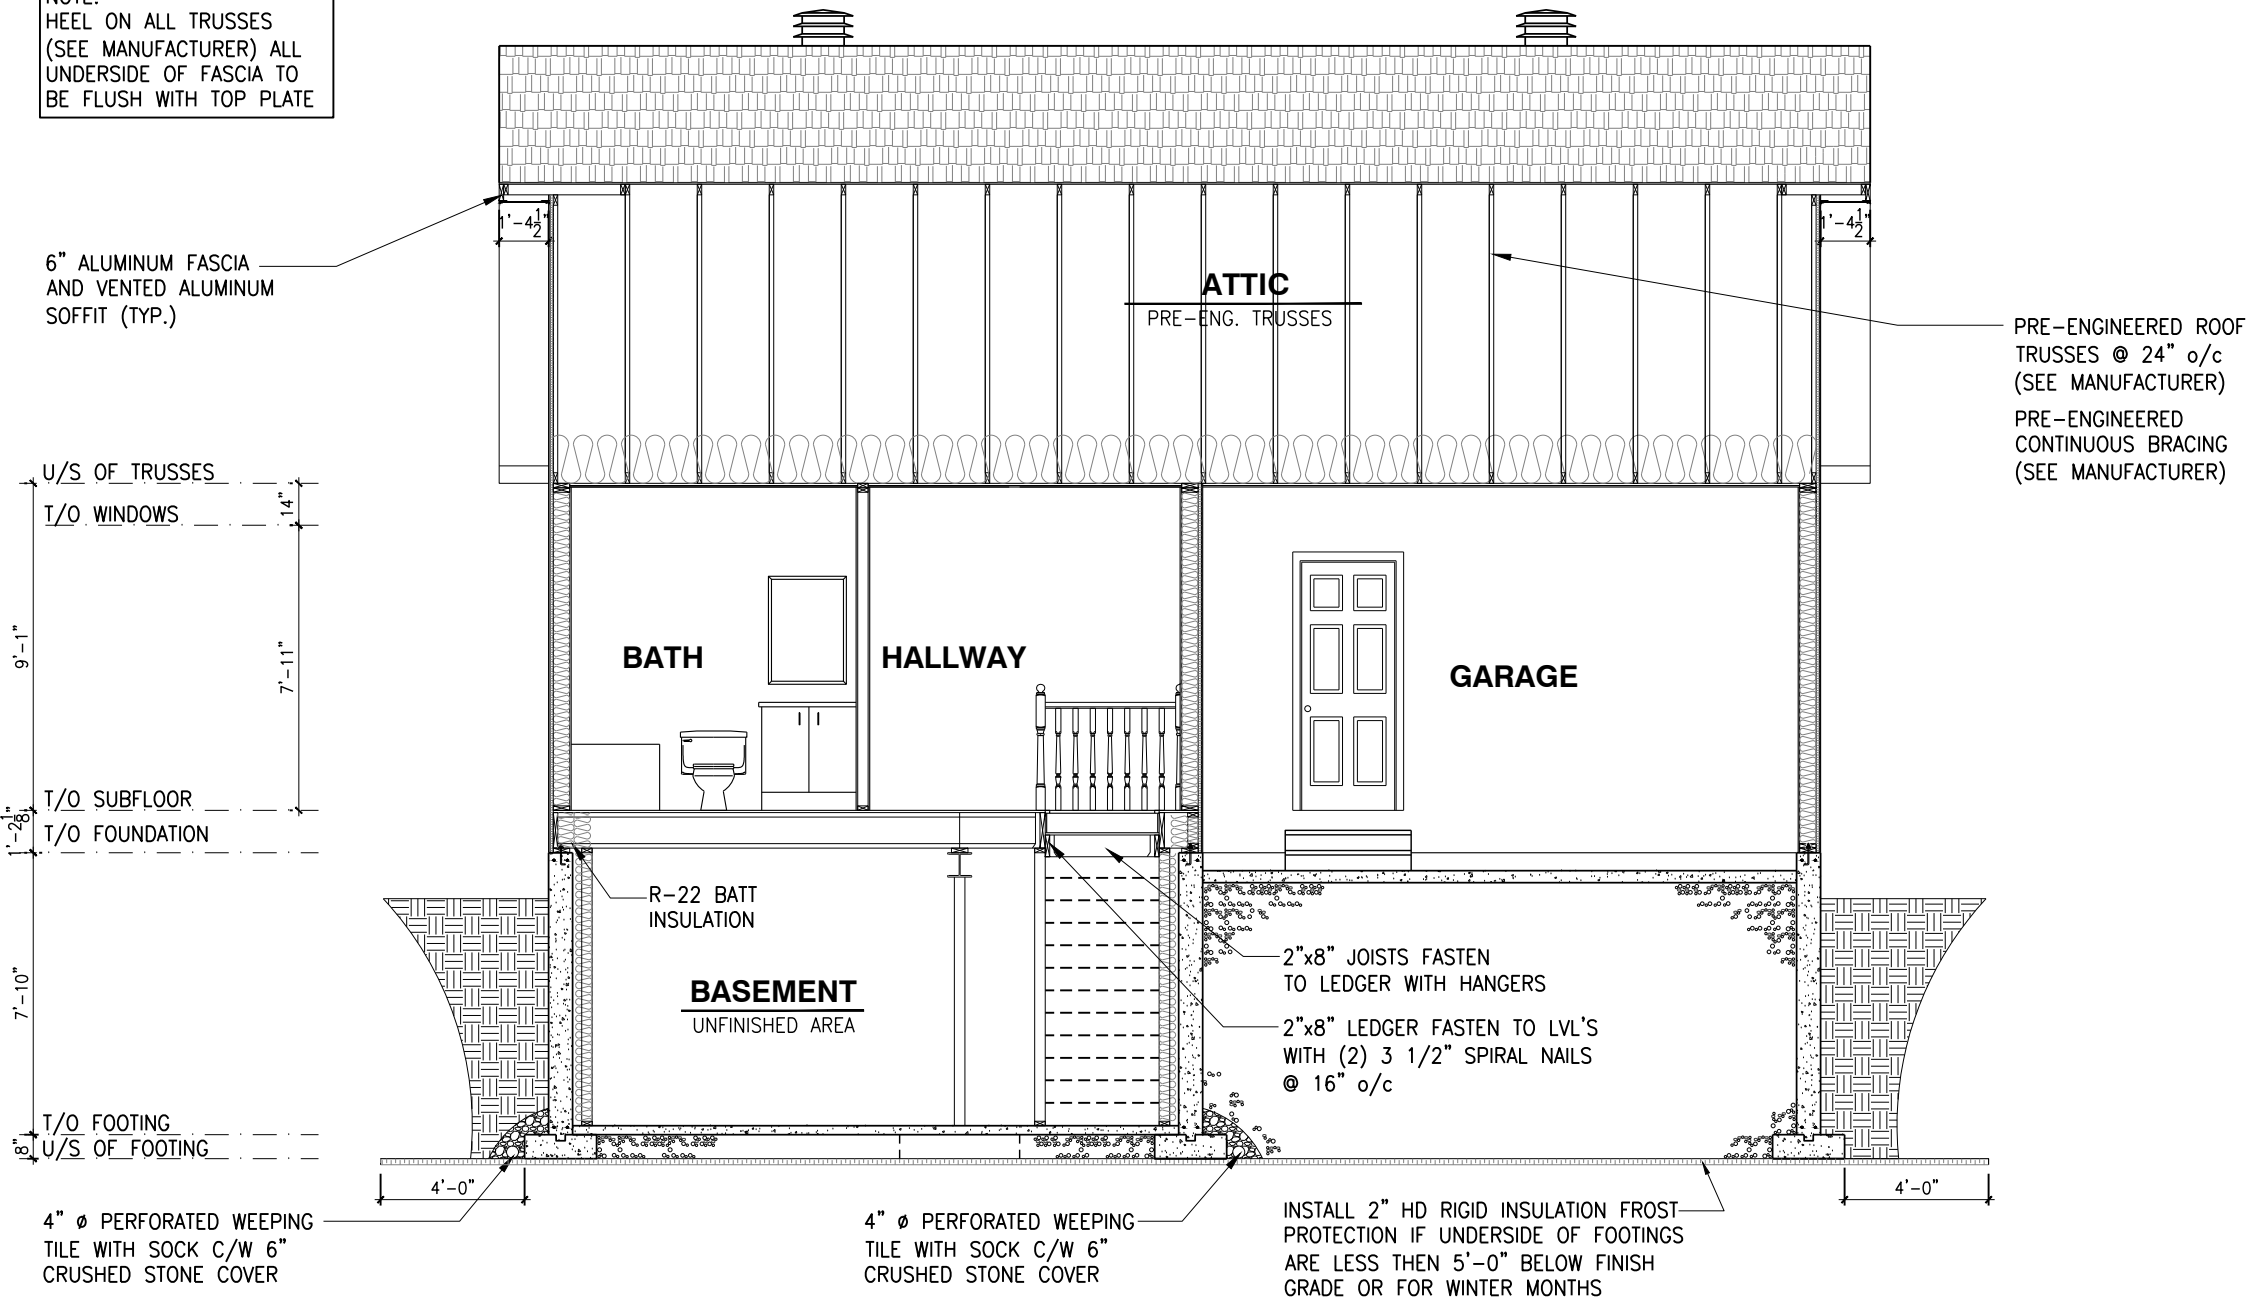 NOTE:
HEEL ON ALL TRUSSES
(SEE MANUFACTURER) ALL
UNDERSIDE OF FASCIA TO
BE FLUSH WITH TOP PLATE
1'-4 1/2"
1'-4 1/2"
6" ALUMINUM FASCIA
AND VENTED ALUMINUM
SOFFIT (TYP.)
ATTIC
PRE-ENG. TRUSSES
PRE-ENGINEERED ROOF
TRUSSES @ 24" o/c
(SEE MANUFACTURER)
PRE-ENGINEERED
CONTINUOUS BRACING
(SEE MANUFACTURER)
U/S OF TRUSSES
14"
T/O WINDOWS
9'-1"
7'-11"
BATH
HALLWAY
GARAGE
T/O SUBFLOOR
1'-2 1/8"
T/O FOUNDATION
R-22 BATT
INSULATION
7'-10"
BASEMENT
UNFINISHED AREA
2"x8" JOISTS FASTEN
TO LEDGER WITH HANGERS
2"x8" LEDGER FASTEN TO LVL'S
WITH (2) 3 1/2" SPIRAL NAILS
@ 16" o/c
T/O FOOTING
8"
U/S OF FOOTING
4'-0"
4'-0"
4" ø PERFORATED WEEPING
TILE WITH SOCK C/W 6"
CRUSHED STONE COVER
4" ø PERFORATED WEEPING
TILE WITH SOCK C/W 6"
CRUSHED STONE COVER
INSTALL 2" HD RIGID INSULATION FROST
PROTECTION IF UNDERSIDE OF FOOTINGS
ARE LESS THEN 5'-0" BELOW FINISH
GRADE OR FOR WINTER MONTHS